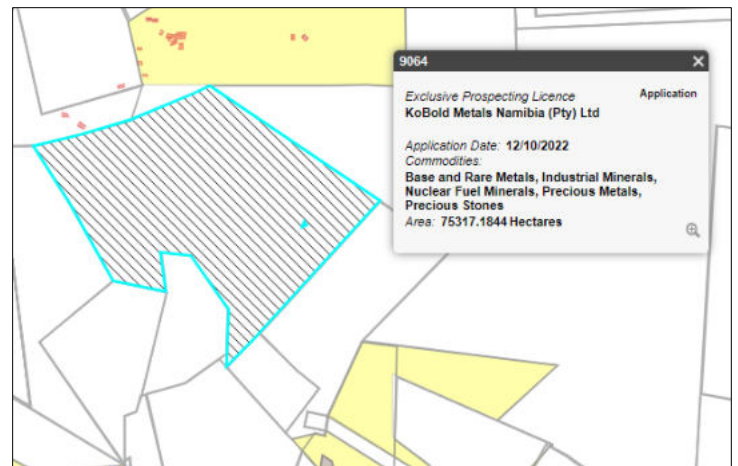 9064
Exclusive Prospecting Licence Application
KoBold Metals Namibia (Pty) Ltd
Application Date: 12/10/2022
Commodities:
Base and Rare Metals, Industrial Minerals,
Nuclear Fuel Minerals, Precious Metals,
Precious Stones
Area: 75317.1844 Hectares